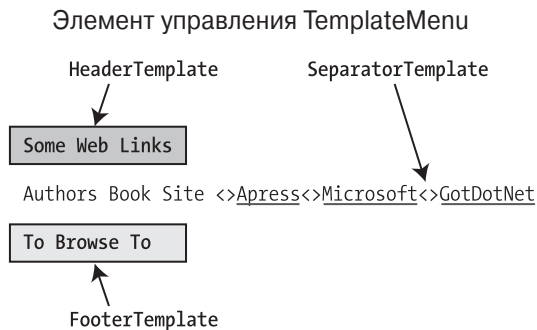 Элемент управления TemplateMenu
HeaderTemplate SeparatorTemplate
Some Web Links
Authors Book Site <>Apress<>Microsoft<>GotDotNet
To Browse To
FooterTemplate